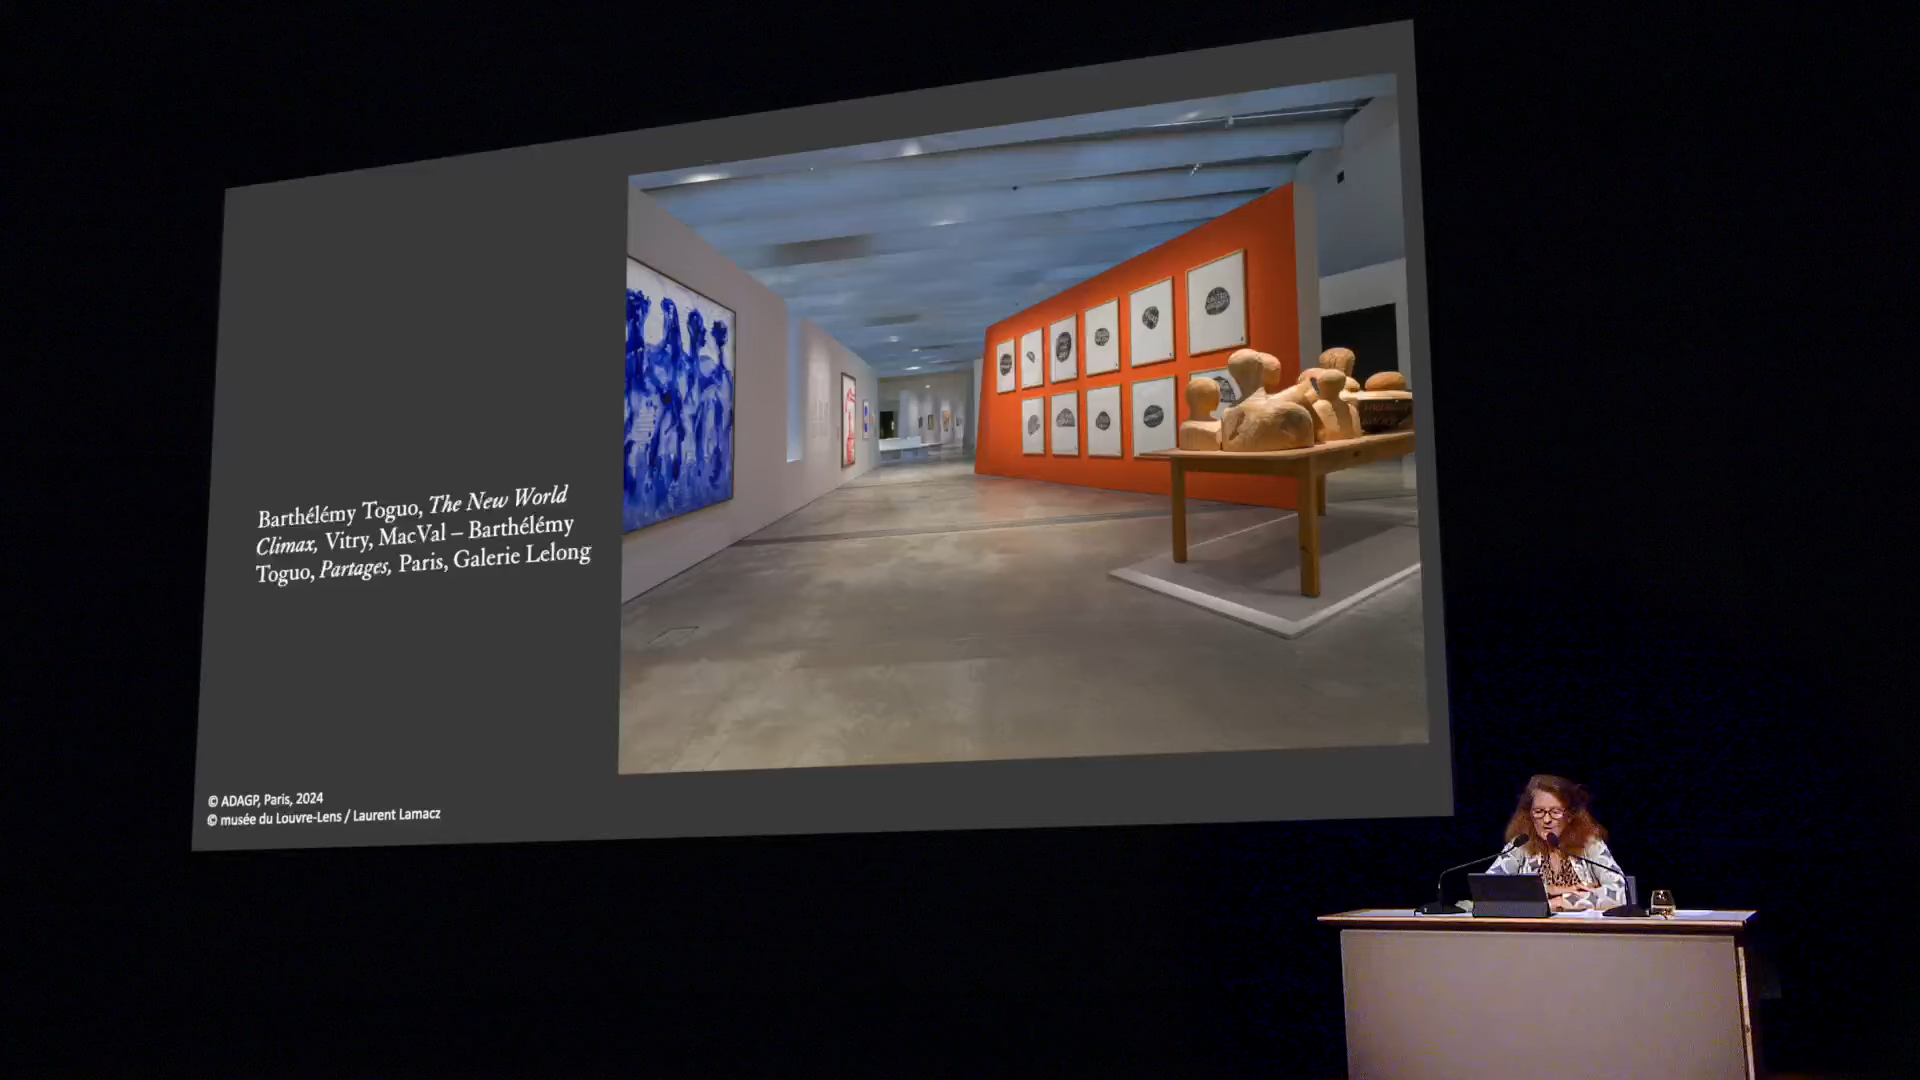 Barthélémy Toguo, The New World
Climax, Vitry, MacVal – Barthélémy
Toguo, Partages, Paris, Galerie Lelong
© ADAGP, Paris, 2024
© musée du Louvre-Lens / Laurent Lamacz